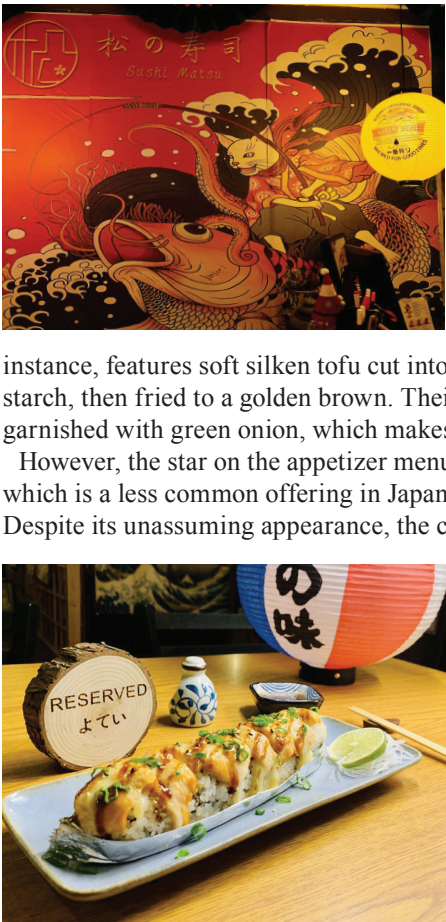 松の寿司
Sushi Matsu
instance, features soft silken tofu cut into
starch, then fried to a golden brown. Thei
garnished with green onion, which makes
However, the star on the appetizer menu
which is a less common offering in Japan
Despite its unassuming appearance, the c
の味
RESERVED
よてい